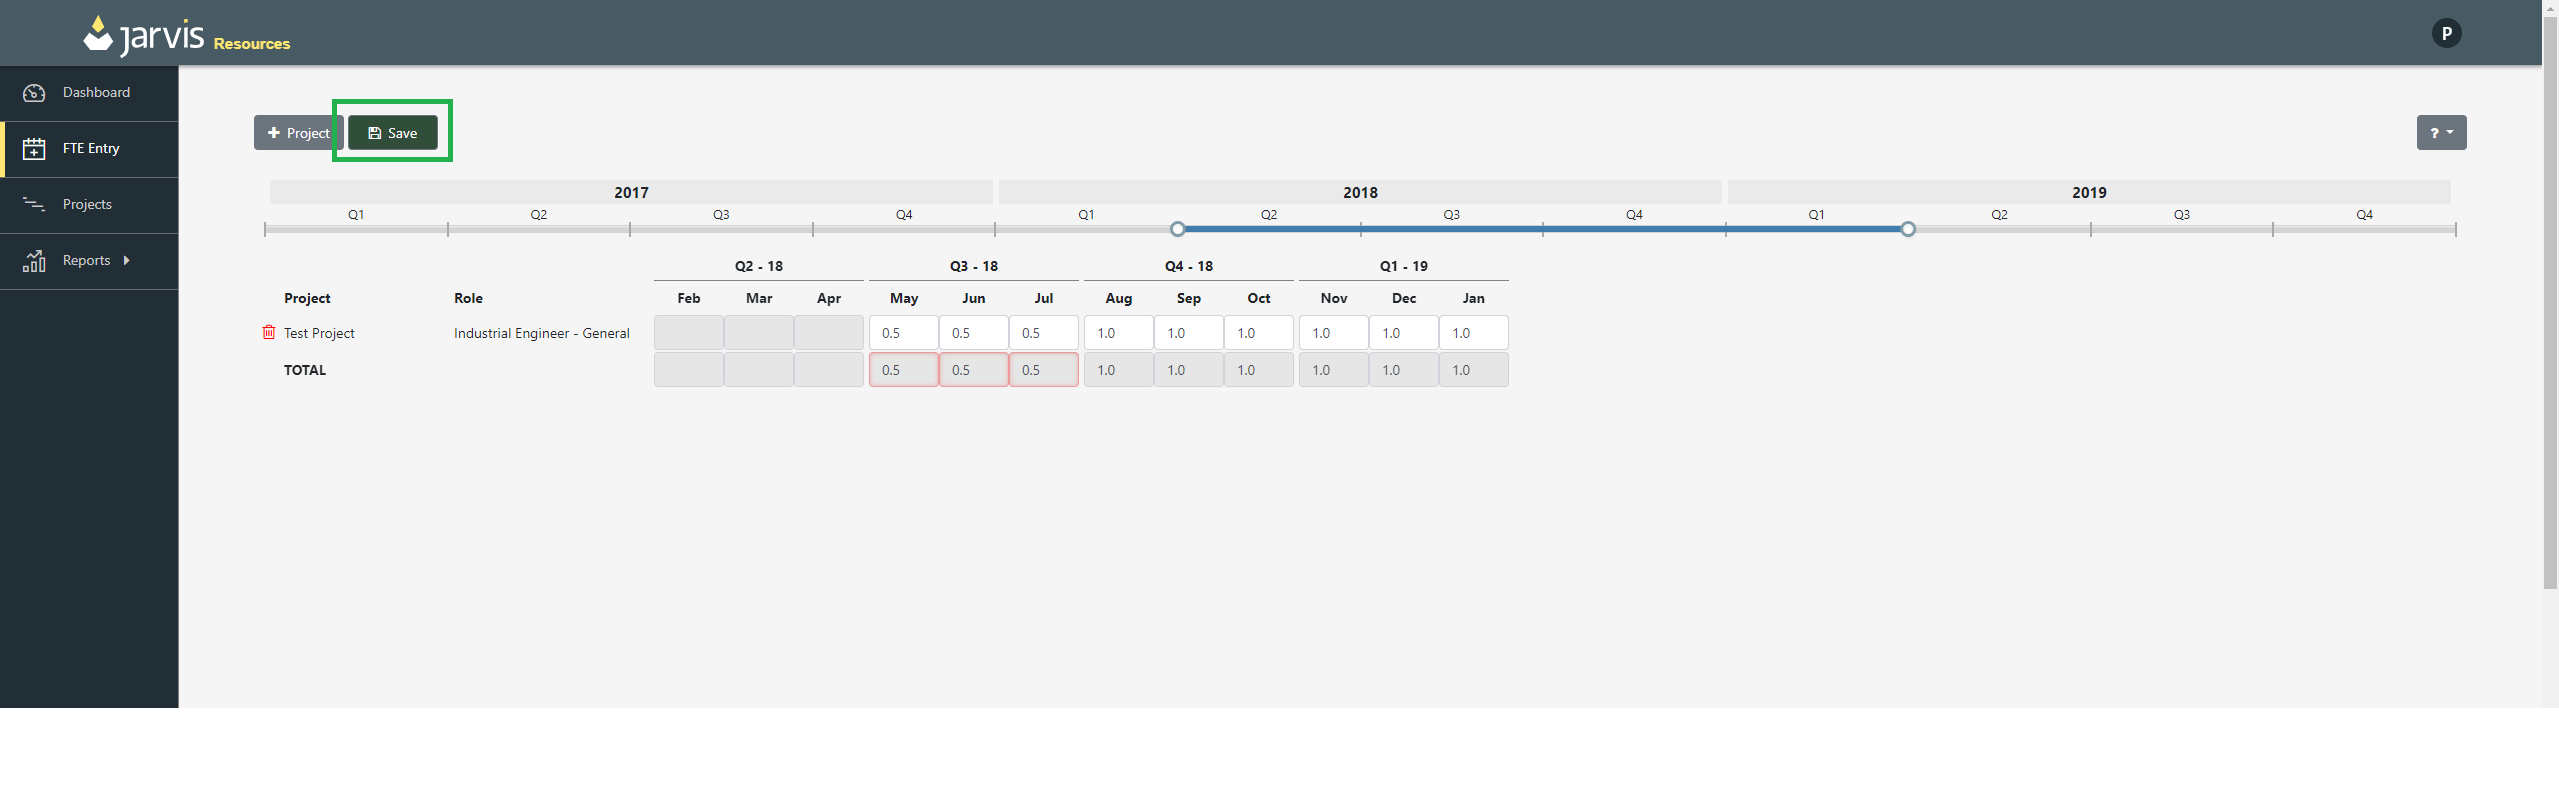 jarvis Resources
P
Dashboard
FTE Entry
Projects
Reports
Project
Save
?
2017 2018 2019
Q1 Q2 Q3 Q4 Q1 Q2 Q3 Q4 Q1 Q2 Q3 Q4
Q2 - 18 Q3 - 18 Q4 - 18 Q1 - 19
Project Role Feb Mar Apr May Jun Jul Aug Sep Oct Nov Dec Jan
Test Project Industrial Engineer - General 0.5 0.5 0.5 1.0 1.0 1.0 1.0 1.0 1.0
TOTAL 0.5 0.5 0.5 1.0 1.0 1.0 1.0 1.0 1.0